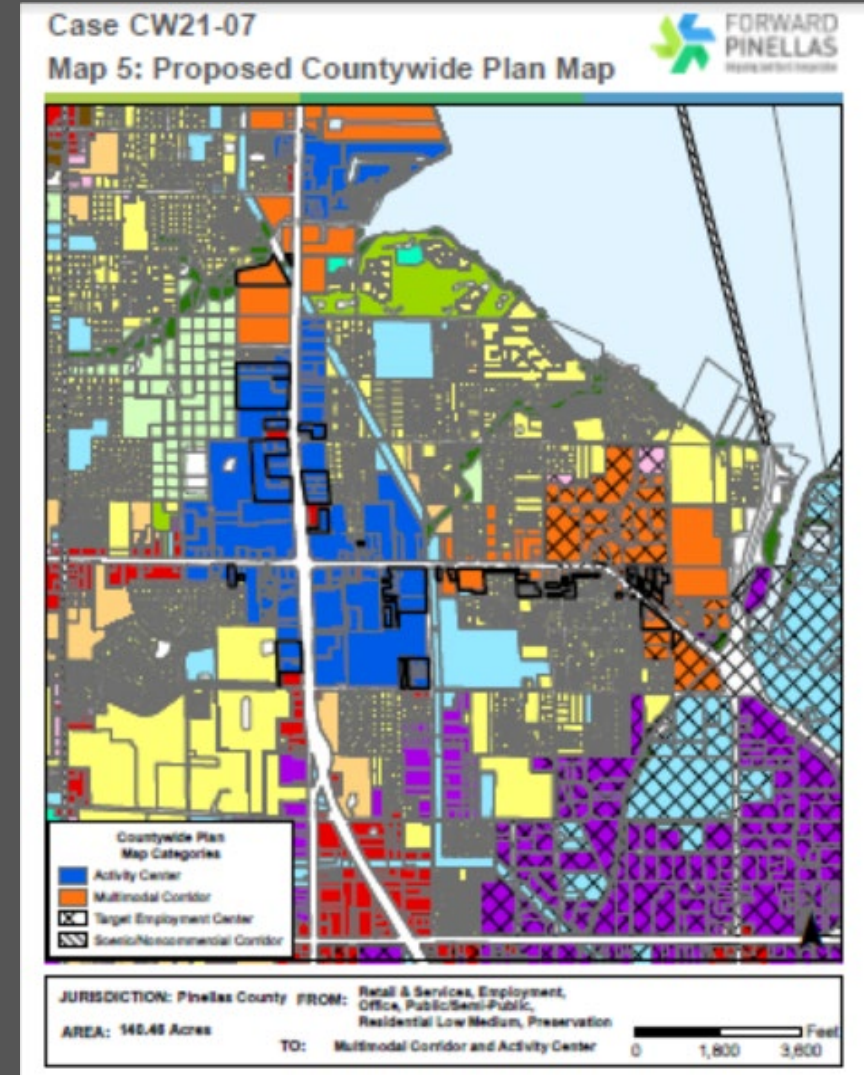 Case CW21-07
Map 5: Proposed Countywide Plan Map
FORWARD
PINELLAS
Countywide Plan
Map Categories
Activity Center
Multimodal Corridor
Target Employment Center
Scenic/Noncommercial Corridor
JURISDICTION: Pinellas County FROM: Retail & Services, Employment,
Office, Public/Semi-Public,
Residential Low Medium, Preservation
AREA: 140.46 Acres
TO: Multimodal Corridor and Activity Center
Feet
0 1,800 3,600